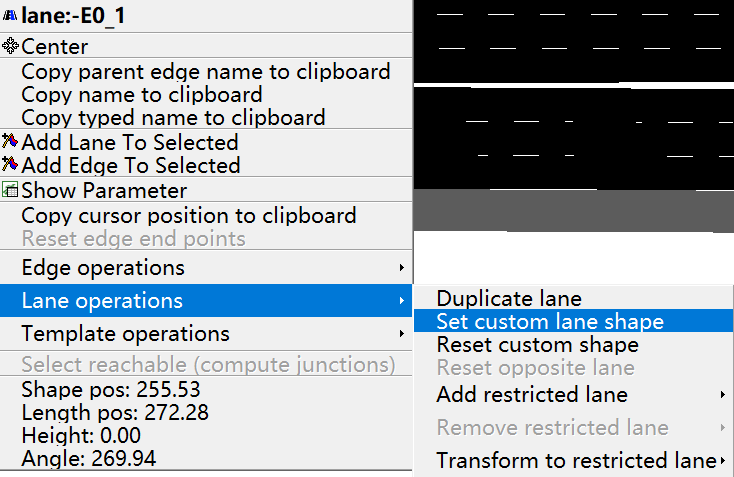 lane:-E0_1
Center
Copy parent edge name to clipboard
Copy name to clipboard
Copy typed name to clipboard
Add Lane To Selected
Add Edge To Selected
Show Parameter
Copy cursor position to clipboard
Reset edge end points
Edge operations
Lane operations
Template operations
Select reachable (compute junctions)
Shape pos: 255.53
Length pos: 272.28
Height: 0.00
Angle: 269.94
Duplicate lane
Set custom lane shape
Reset custom shape
Reset opposite lane
Add restricted lane
Remove restricted lane
Transform to restricted lane